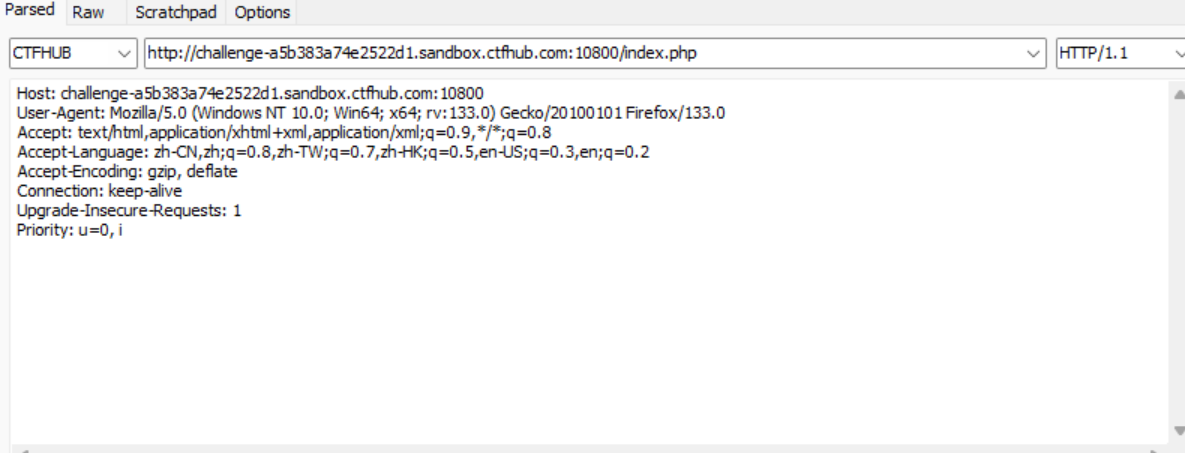 Parsed Raw Scratchpad Options
CTFHUB http://challenge-a5b383a74e2522d1.sandbox.ctfhub.com:10800/index.php HTTP/1.1
Host: challenge-a5b383a74e2522d1.sandbox.ctfhub.com:10800
User-Agent: Mozilla/5.0 (Windows NT 10.0; Win64; x64; rv:133.0) Gecko/20100101 Firefox/133.0
Accept: text/html,application/xhtml+xml,application/xml;q=0.9,*/*;q=0.8
Accept-Language: zh-CN,zh;q=0.8,zh-TW;q=0.7,zh-HK;q=0.5,en-US;q=0.3,en;q=0.2
Accept-Encoding: gzip, deflate
Connection: keep-alive
Upgrade-Insecure-Requests: 1
Priority: u=0, i